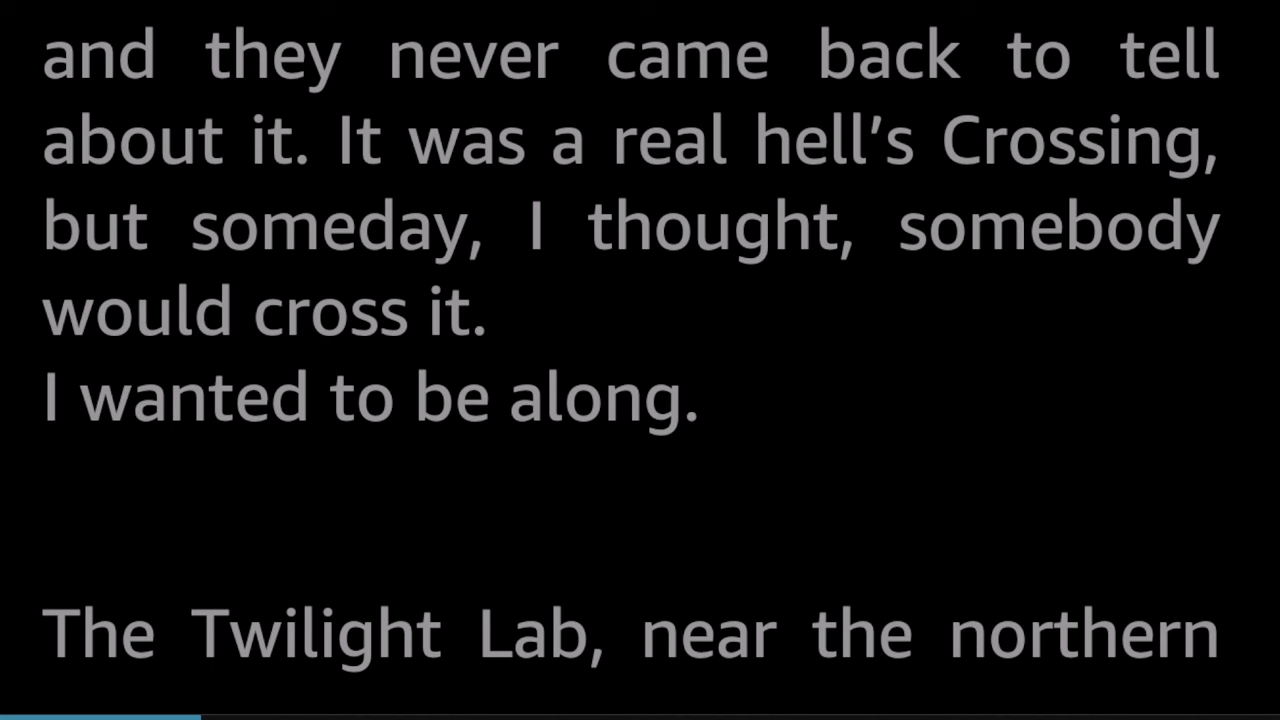 and they never came back to tell
about it. It was a real hell’s Crossing,
but someday, I thought, somebody
would cross it.
I wanted to be along.
The Twilight Lab, near the northern